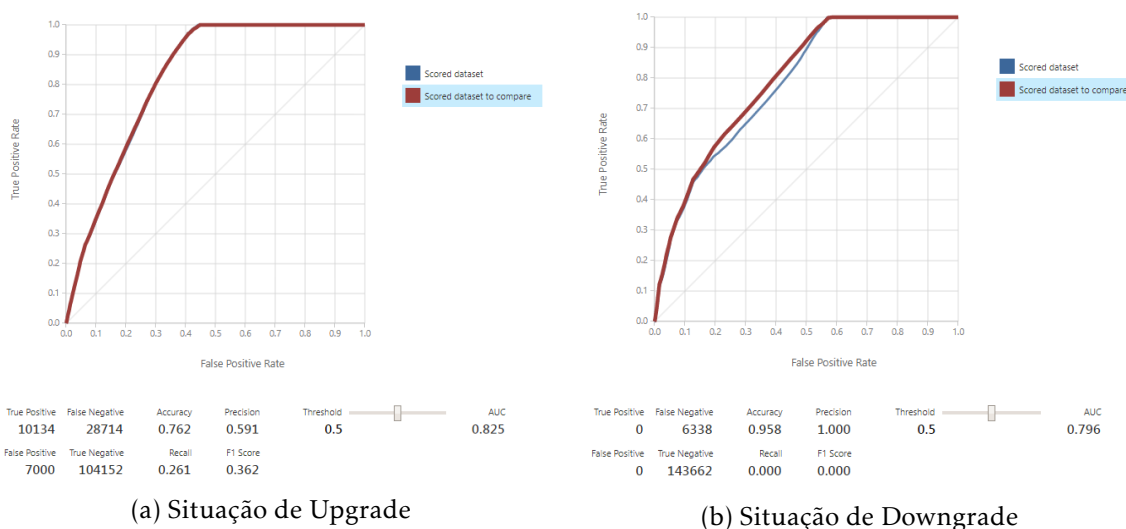 1.0
0.9
0.8
0.7
0.6
0.5
0.4
0.3
0.2
0.1
0.0
True Positive Rate
0.0 0.1 0.2 0.3 0.4 0.5 0.6 0.7 0.8 0.9 1.0
False Positive Rate
Scored dataset
Scored dataset to compare
True Positive False Negative Accuracy Precision Threshold AUC
10134 28714 0.762 0.591 0.5 0.825
False Positive True Negative Recall F1 Score
7000 104152 0.261 0.362
(a) Situação de Upgrade
1.0
0.9
0.8
0.7
0.6
0.5
0.4
0.3
0.2
0.1
0.0
True Positive Rate
0.0 0.1 0.2 0.3 0.4 0.5 0.6 0.7 0.8 0.9 1.0
False Positive Rate
Scored dataset
Scored dataset to compare
True Positive False Negative Accuracy Precision Threshold AUC
0 6338 0.958 1.000 0.5 0.796
False Positive True Negative Recall F1 Score
0 143662 0.000 0.000
(b) Situação de Downgrade